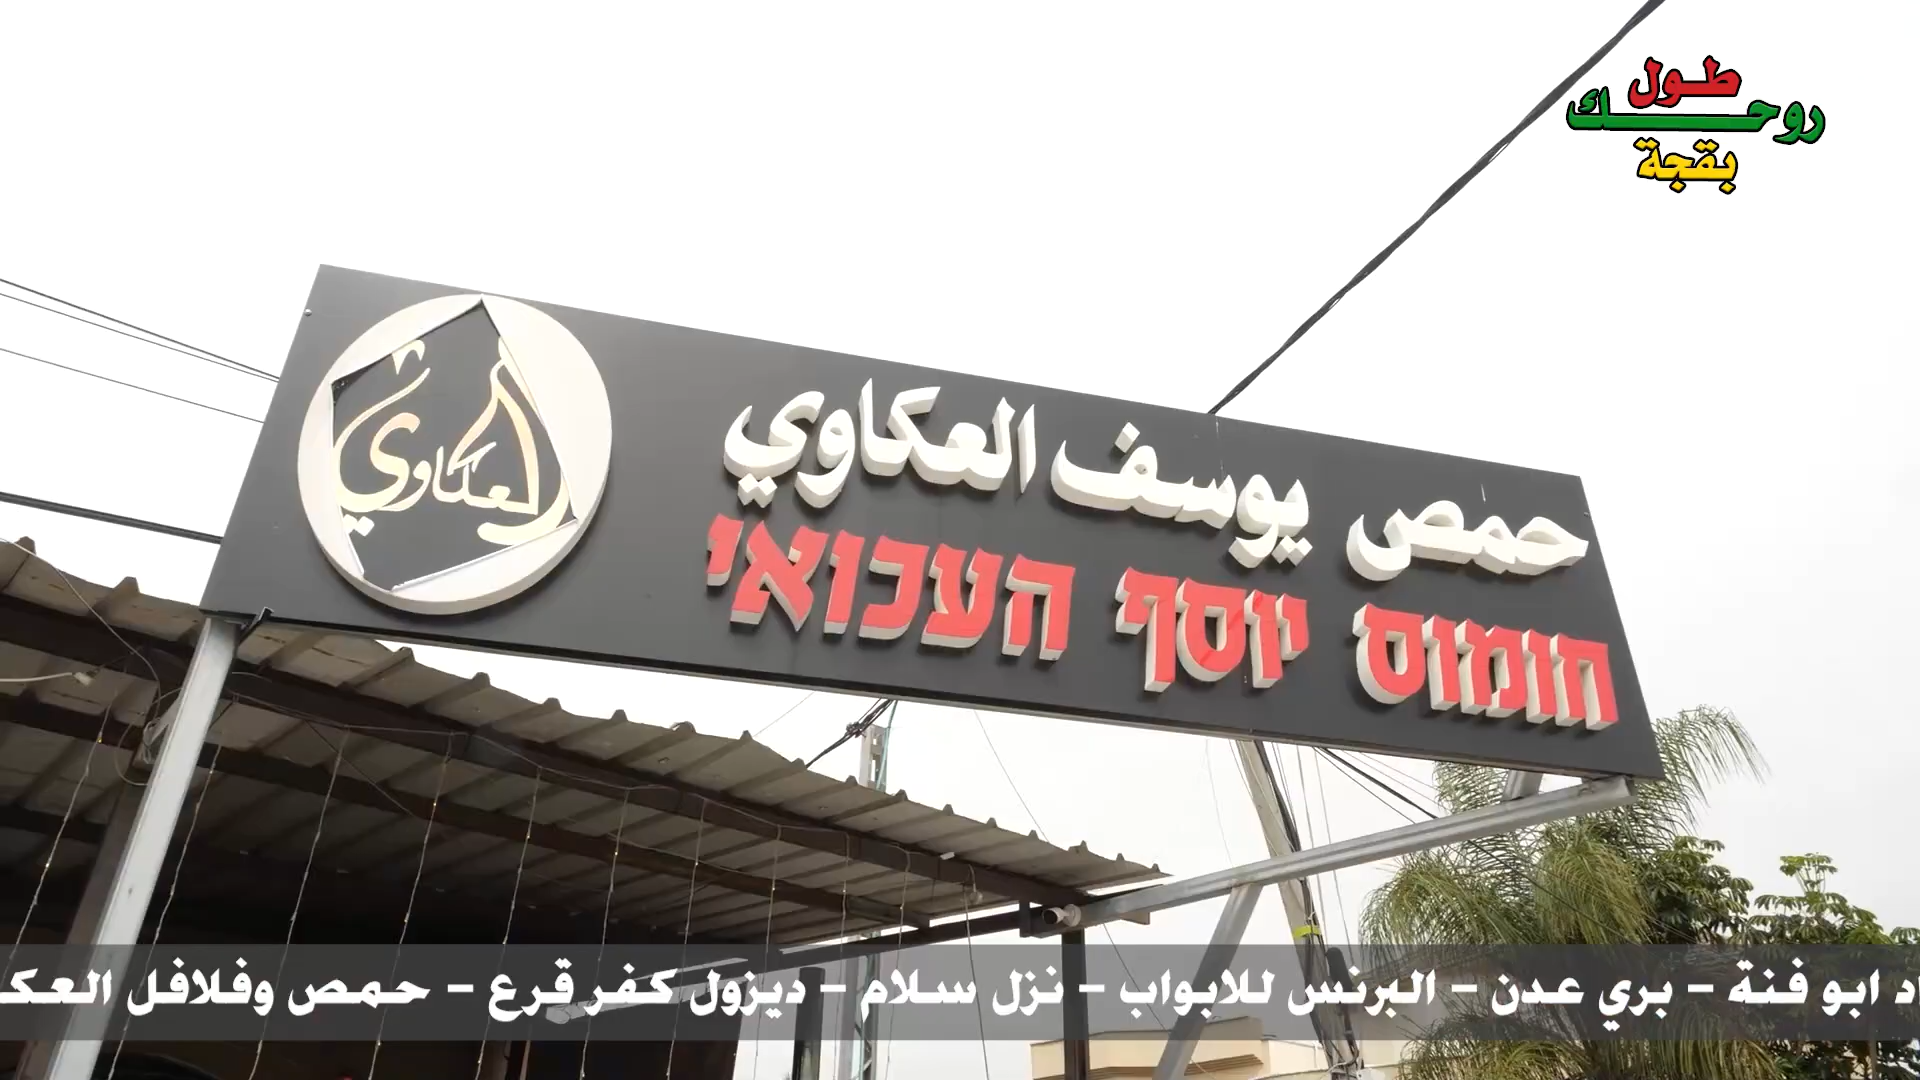 طول
روحك
بقجة
العكاوي
حمص يوسف العكاوي
חומוס יוסף העכואי
ابو فنة - بري عدن - البرنس للابواب - نزل سلام - ديزول كفر قرع - حمص وفلافل